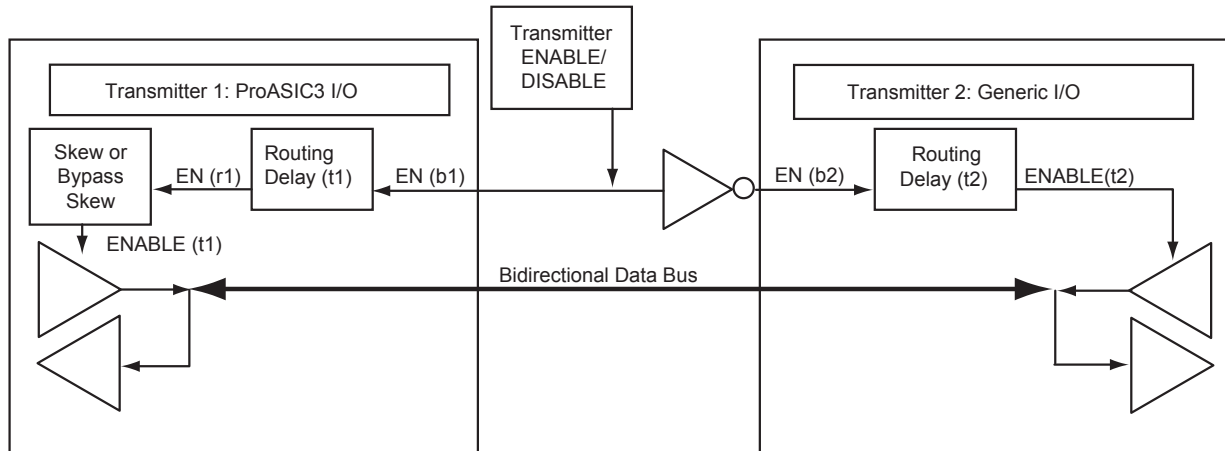 Transmitter
ENABLE/
DISABLE
Transmitter 1: ProASIC3 I/O
Transmitter 2: Generic I/O
Skew or
Bypass
Skew
EN (r1)
Routing
Delay (t1)
EN (b1)
EN (b2)
Routing
Delay (t2)
ENABLE(t2)
ENABLE (t1)
Bidirectional Data Bus